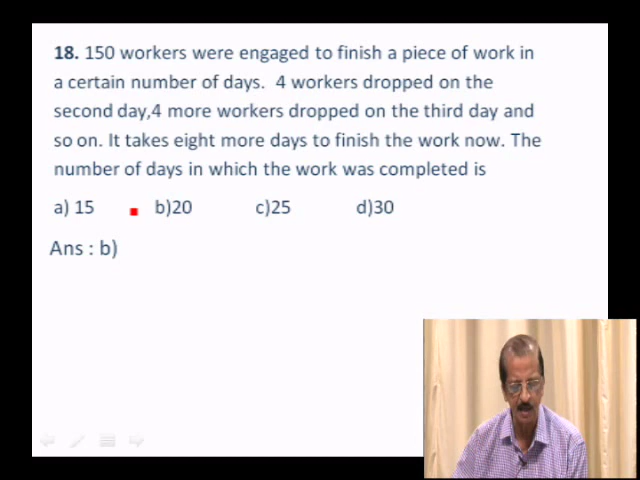 18. 150 workers were engaged to finish a piece of work in
a certain number of days. 4 workers dropped on the
second day,4 more workers dropped on the third day and
so on. It takes eight more days to finish the work now. The
number of days in which the work was completed is
a) 15 b)20 c)25 d)30
Ans : b)